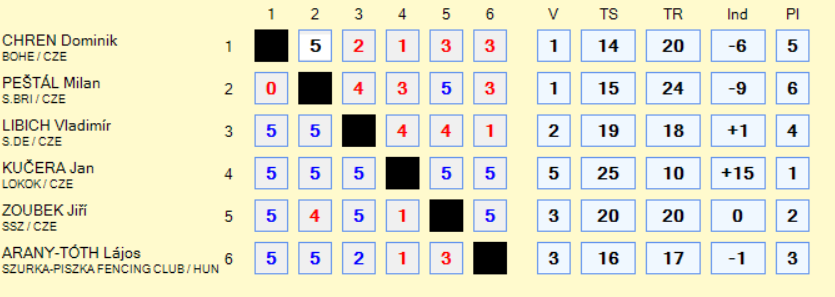 1 2 3 4 5 6 V TS TR Ind Pl
CHREN Dominik 1 5 2 1 3 3 1 14 20 -6 5
BOHE / CZE
PEŠTÁL Milan 2 0 4 3 5 3 1 15 24 -9 6
S.BRI / CZE
LIBICH Vladimír 3 5 5 4 4 1 2 19 18 +1 4
S.DE / CZE
KUČERA Jan 4 5 5 5 5 5 5 25 10 +15 1
LOKOK / CZE
ZOUBEK Jiří 5 5 4 5 1 5 3 20 20 0 2
SSZ / CZE
ARANY-TÓTH Lájos 6 5 5 2 1 3 3 16 17 -1 3
SZURKA-PISZKA FENCING CLUB / HUN